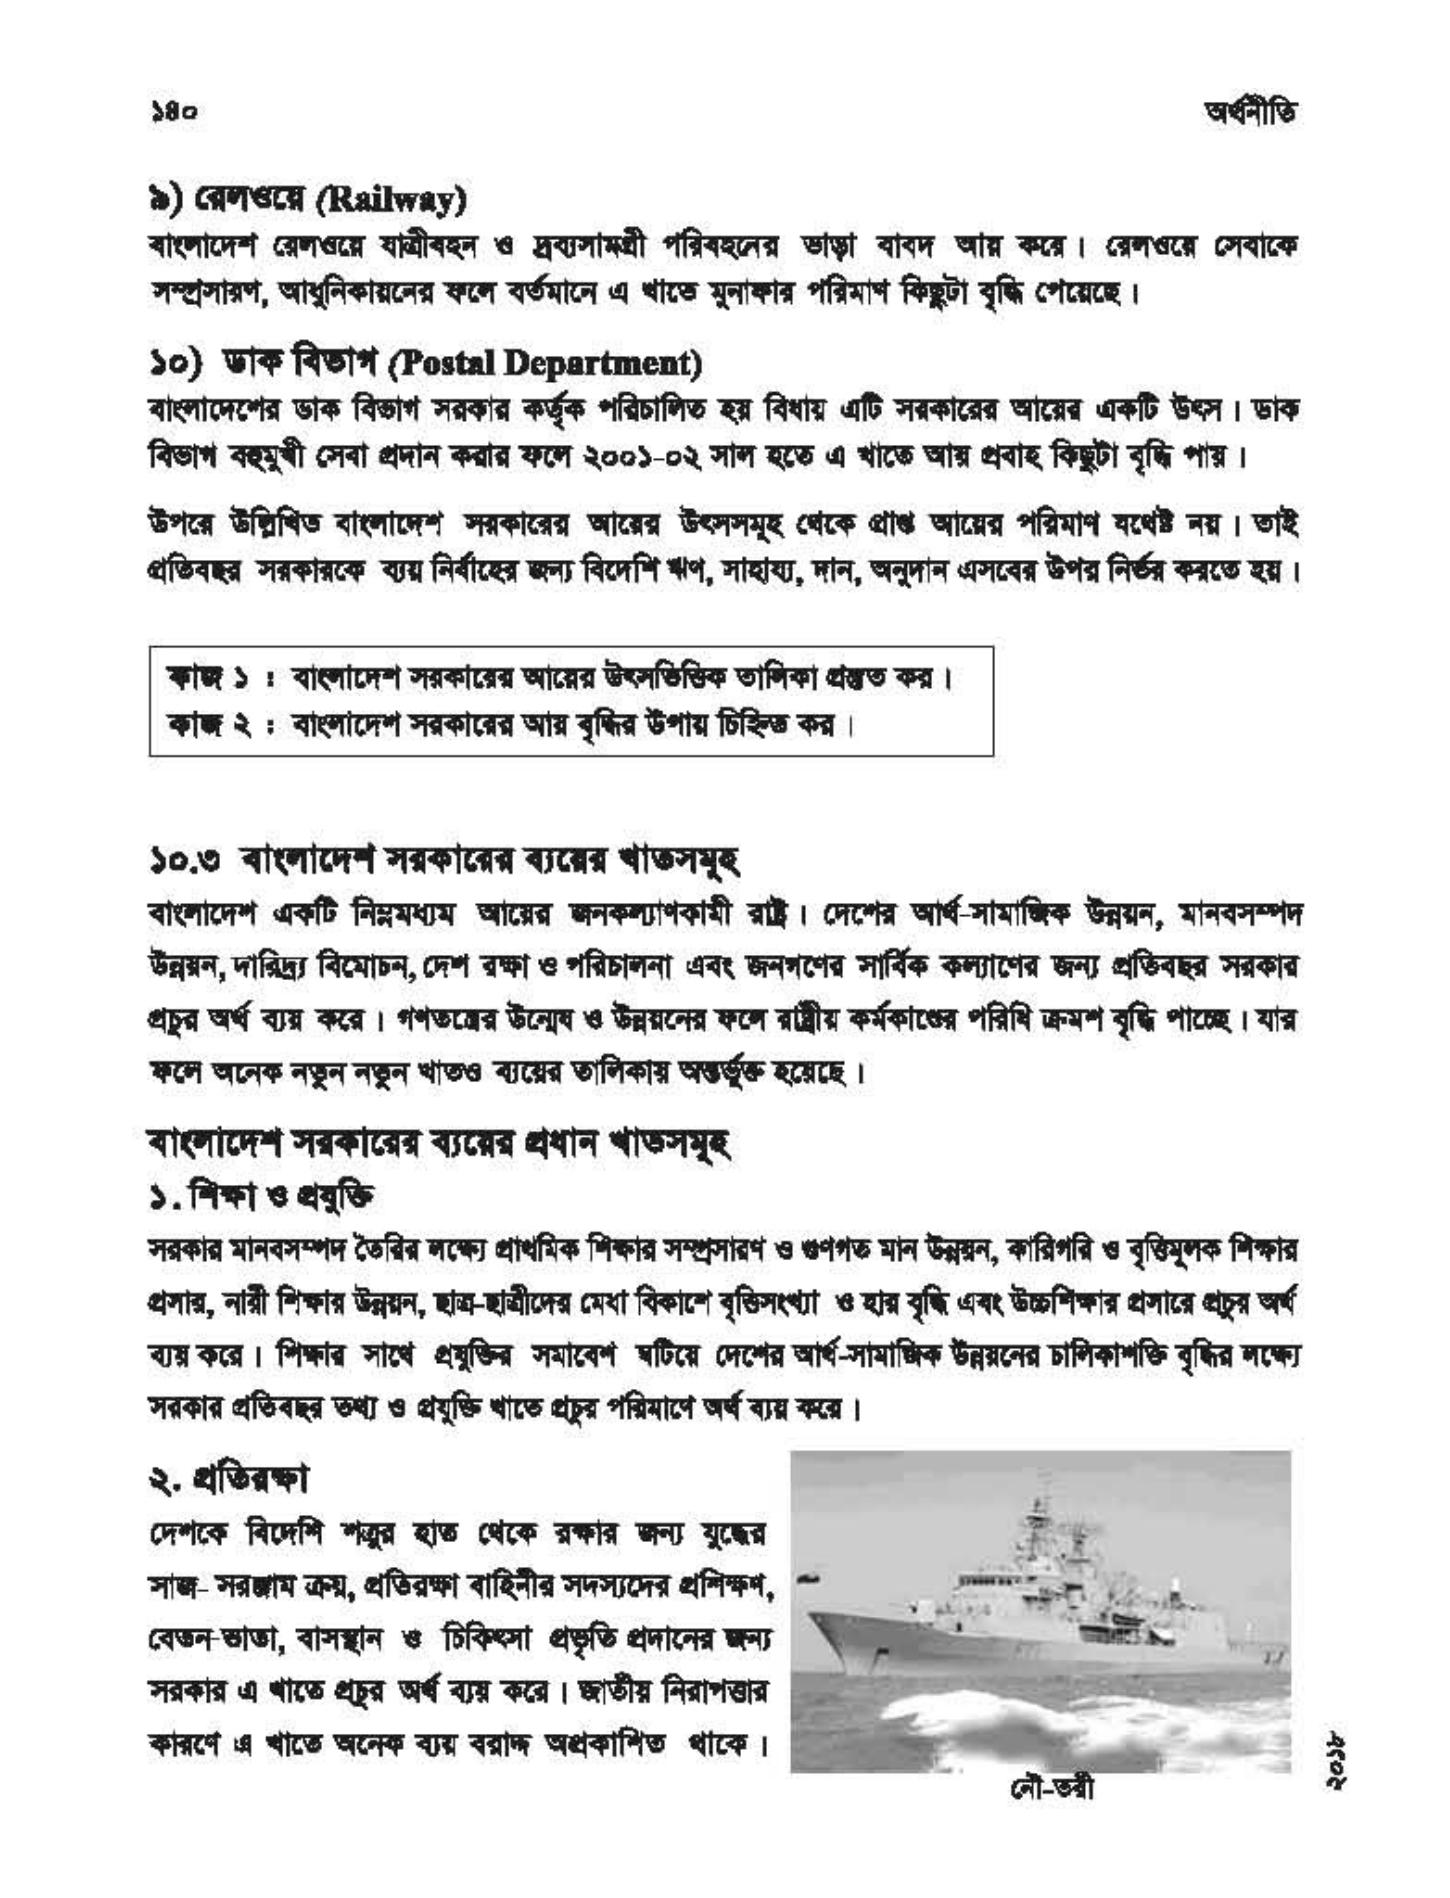 ১৪০
অর্থনীতি
৯) রেলওয়ে (Railway)
বাংলাদেশ রেলওয়ে যাত্রীবহন ও দ্রব্যসামগ্রী পরিবহনের ভাড়া বাবদ আয় করে। রেলওয়ে সেবাকে
সম্প্রসারণ, আধুনিকায়নের ফলে বর্তমানে এ খাতে মুনাফার পরিমাণ কিছুটা বৃদ্ধি পেয়েছে।
১০) ডাক বিভাগ (Postal Department)
বাংলাদেশের ডাক বিভাগ সরকার কর্তৃক পরিচালিত হয় বিধায় এটি সরকারের আয়ের একটি উৎস। ডাক
বিভাগ বহুমুখী সেবা প্রদান করার ফলে ২০০১-০২ সাল হতে এ খাতে আয় প্রবাহ কিছুটা বৃদ্ধি পায়।
উপরে উল্লিখিত বাংলাদেশ সরকারের আয়ের উৎসসমূহ থেকে প্রাপ্ত আয়ের পরিমাণ যথেষ্ট নয়। তাই
প্রতিবছর সরকারকে ব্যয় নির্বাহের জন্য বিদেশি ঋণ, সাহায্য, দান, অনুদান এসবের উপর নির্ভর করতে হয়।
কাজ ১ : বাংলাদেশ সরকারের আয়ের উৎসভিত্তিক তালিকা প্রস্তুত কর।
কাজ ২ : বাংলাদেশ সরকারের আয় বৃদ্ধির উপায় চিহ্নিত কর।
১০.৩ বাংলাদেশ সরকারের ব্যয়ের খাতসমূহ
বাংলাদেশ একটি নিম্নমধ্যম আয়ের জনকল্যাণকামী রাষ্ট্র। দেশের আর্থ-সামাজিক উন্নয়ন, মানবসম্পদ
উন্নয়ন, দারিদ্র্য বিমোচন, দেশ রক্ষা ও পরিচালনা এবং জনগণের সার্বিক কল্যাণের জন্য প্রতিবছর সরকার
প্রচুর অর্থ ব্যয় করে। গণতন্ত্রের উন্মেষ ও উন্নয়নের ফলে রাষ্ট্রীয় কর্মকাণ্ডের পরিধি ক্রমশ বৃদ্ধি পাচ্ছে। যার
ফলে অনেক নতুন নতুন খাতও ব্যয়ের তালিকায় অন্তর্ভুক্ত হয়েছে।
বাংলাদেশ সরকারের ব্যয়ের প্রধান খাতসমূহ
১. শিক্ষা ও প্রযুক্তি
সরকার মানবসম্পদ তৈরির লক্ষ্যে প্রাথমিক শিক্ষার সম্প্রসারণ ও গুণগত মান উন্নয়ন, কারিগরি ও বৃত্তিমূলক শিক্ষার
প্রসার, নারী শিক্ষার উন্নয়ন, ছাত্র-ছাত্রীদের মেধা বিকাশে বৃত্তিসংখ্যা ও হার বৃদ্ধি এবং উচ্চশিক্ষার প্রসারে প্রচুর অর্থ
ব্যয় করে। শিক্ষার সাথে প্রযুক্তির সমাবেশ ঘটিয়ে দেশের আর্থ-সামাজিক উন্নয়নের চালিকাশক্তি বৃদ্ধির লক্ষ্যে
সরকার প্রতিবছর তথ্য ও প্রযুক্তি খাতে প্রচুর পরিমাণে অর্থ ব্যয় করে।
২. প্রতিরক্ষা
দেশকে বিদেশি শত্রুর হাত থেকে রক্ষার জন্য যুদ্ধের
সাজ- সরঞ্জাম ক্রয়, প্রতিরক্ষা বাহিনীর সদস্যদের প্রশিক্ষণ,
বেতন-ভাতা, বাসস্থান ও চিকিৎসা প্রভৃতি প্রদানের জন্য
সরকার এ খাতে প্রচুর অর্থ ব্যয় করে। জাতীয় নিরাপত্তার
কারণে এ খাতে অনেক ব্যয় বরাদ্দ অপ্রকাশিত থাকে।
নৌ-তরী
২০১৮